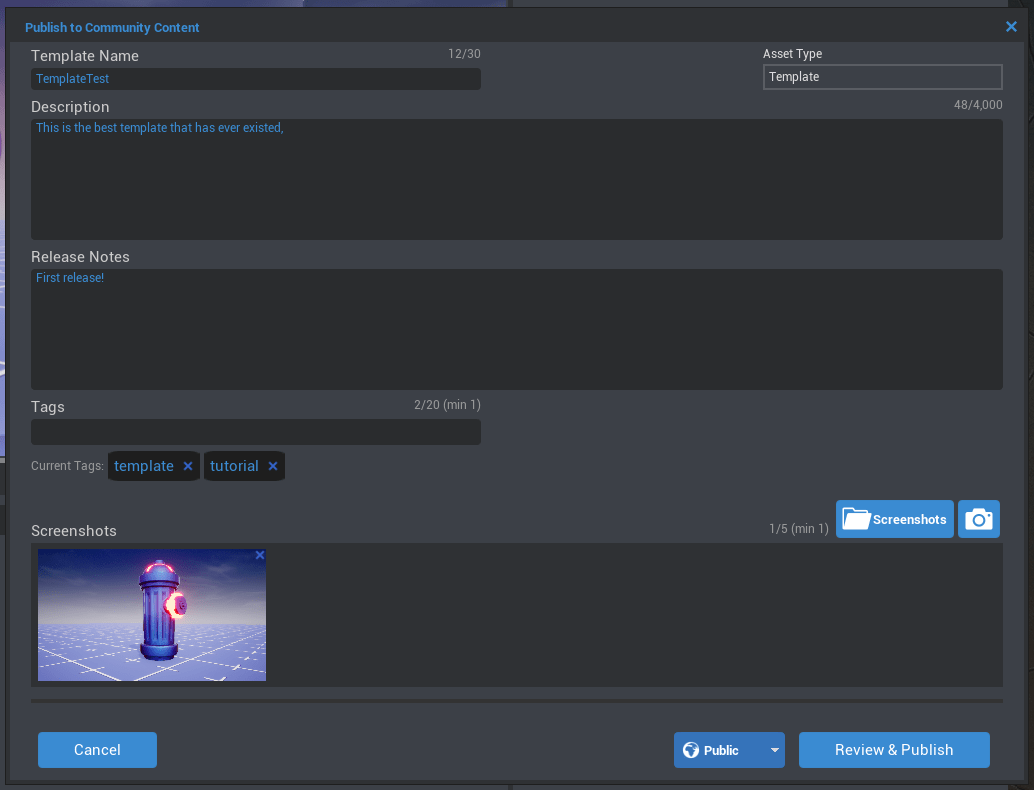 Publish to Community Content
Template Name
12/30
Asset Type
TemplateTest
Template
Description
48/4,000
This is the best template that has ever existed,
Release Notes
First release!
Tags
2/20 (min 1)
Current Tags: template tutorial
Screenshots
1/5 (min 1)
Screenshots
Cancel
Public
Review & Publish